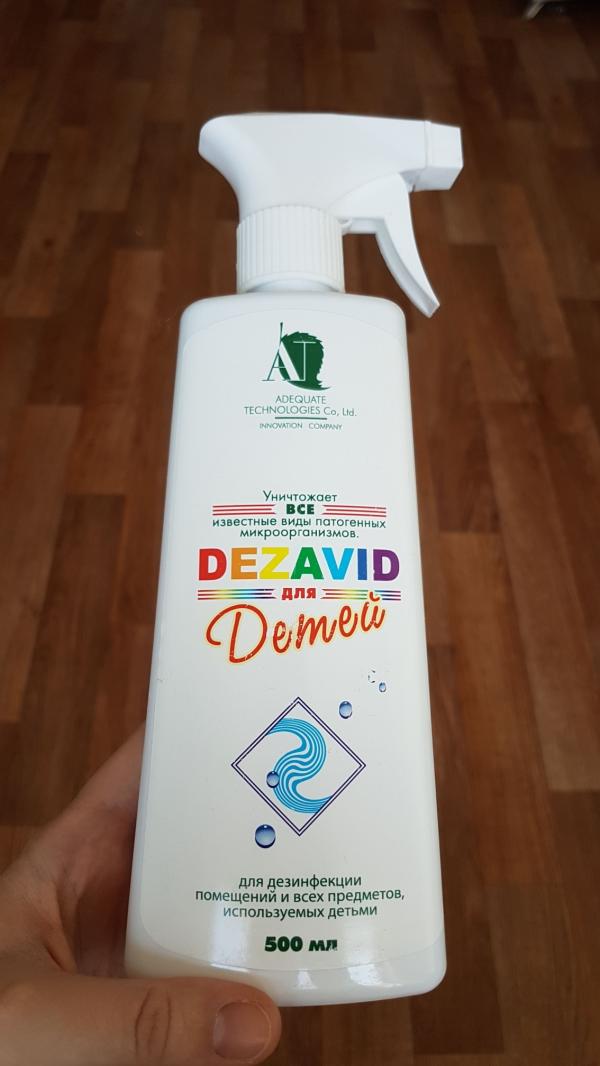 AT
ADEQUATE
TECHNOLOGIES Co, Ltd.
INNOVATION COMPANY
Уничтожает
ВСЕ
известные виды патогенных
микроорганизмов.
DEZAVID
для
Детей
для дезинфекции
помещений и всех предметов,
используемых детьми
500 мл